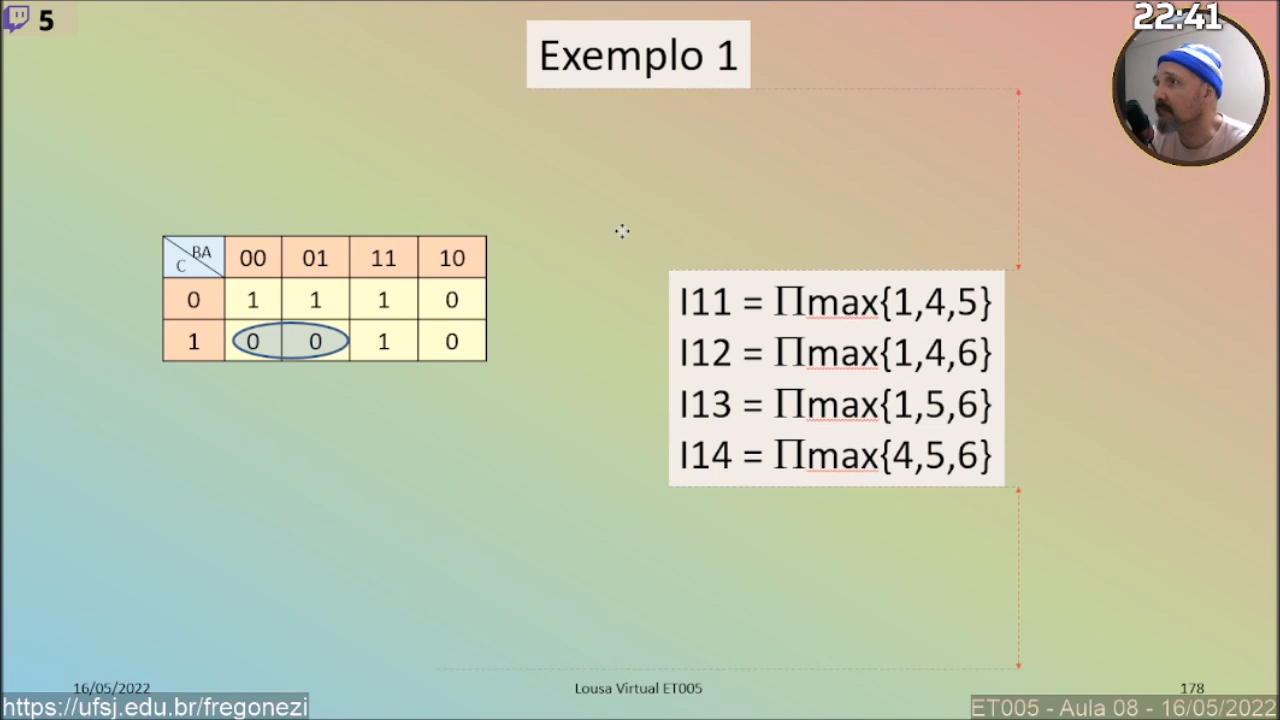 5
22:41
Exemplo 1
BA
C
00 01 11 10
0 1 1 1 0
1 0 0 1 0
I11 = Πmax{1,4,5}
I12 = Πmax{1,4,6}
I13 = Πmax{1,5,6}
I14 = Πmax{4,5,6}
16/05/2022 Lousa Virtual ET005 178
https://ufsj.edu.br/fregonezi ET005 - Aula 08 - 16/05/2022